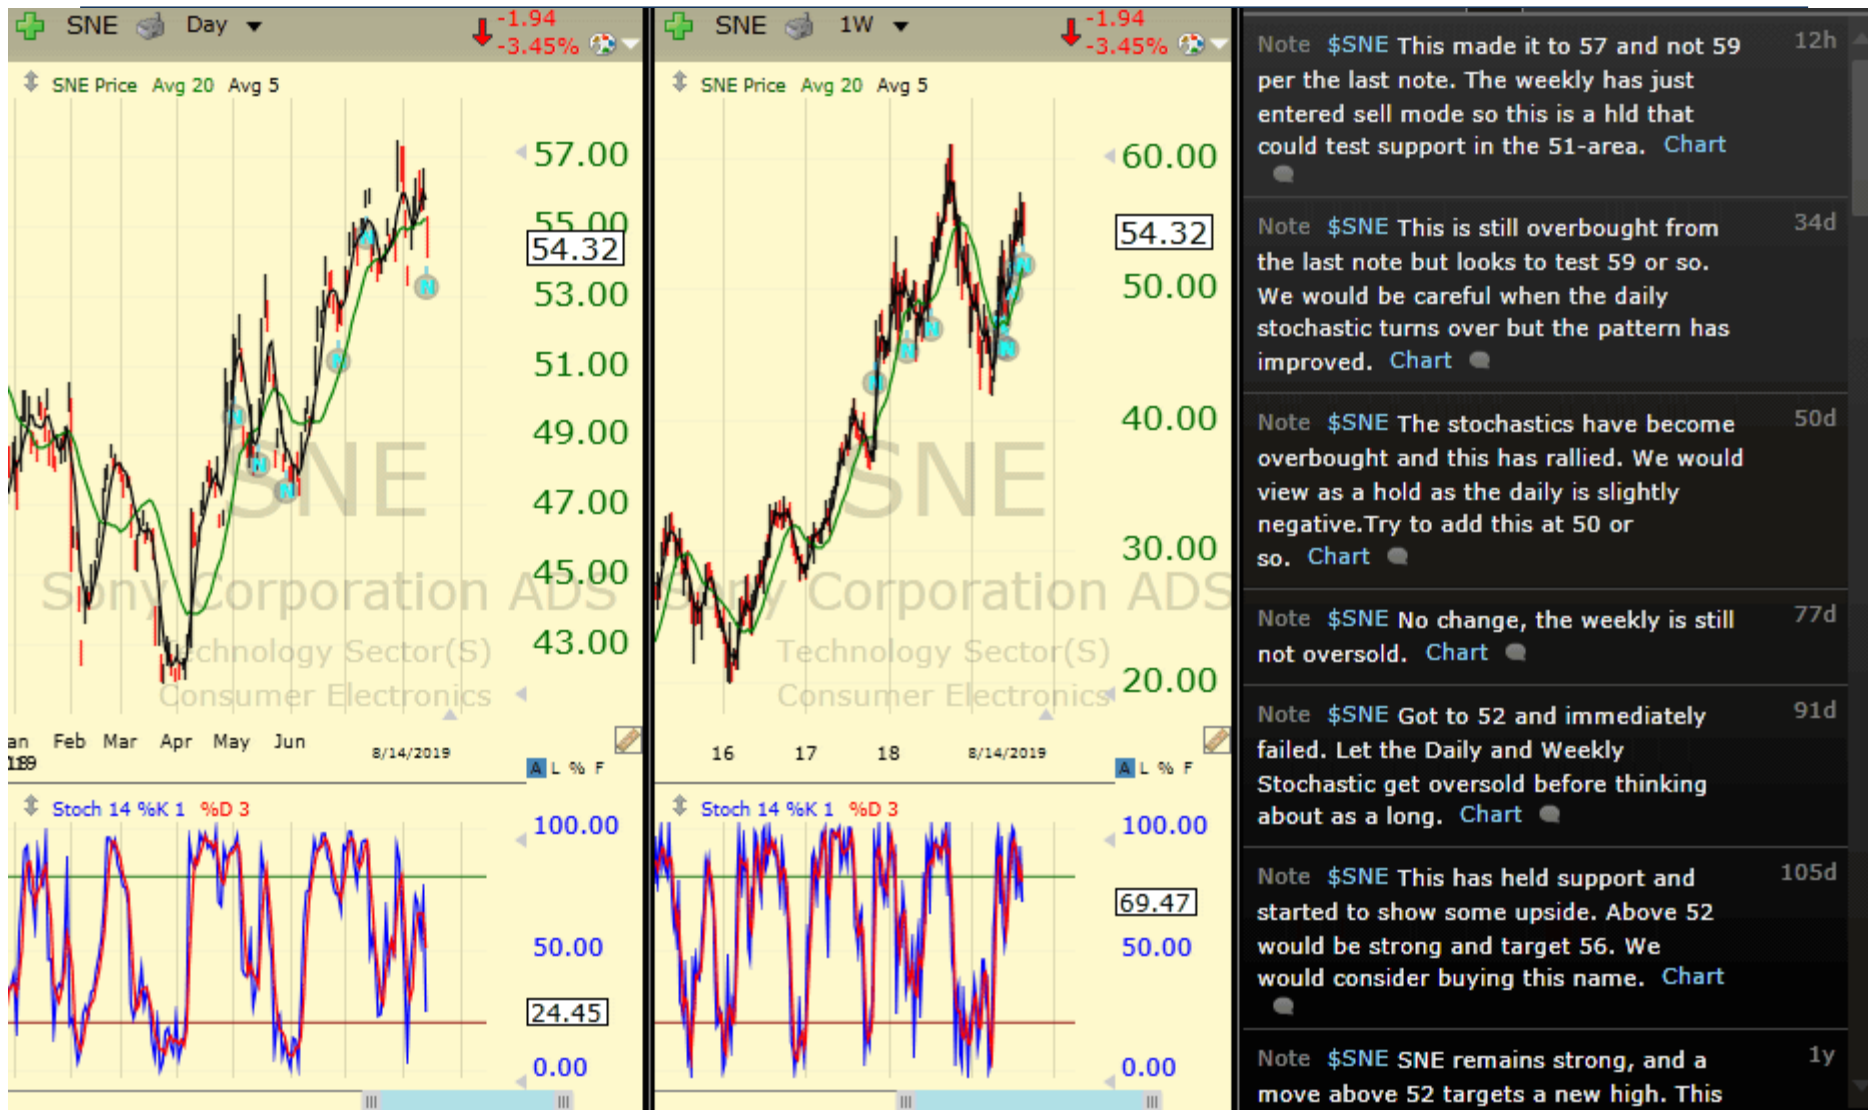 SNE Day
-1.94
-3.45%
SNE Price Avg 20 Avg 5
57.00
55.00
54.32
53.00
51.00
49.00
47.00
45.00
43.00
SNE
Sony Corporation ADS
Technology Sector(S)
Consumer Electronics
Feb Mar Apr May Jun
8/14/2019
A L % F
Stoch 14 %K 1 %D 3
100.00
50.00
24.45
0.00
SNE 1W
-1.94
-3.45%
SNE Price Avg 20 Avg 5
60.00
54.32
50.00
40.00
30.00
20.00
SNE
Sony Corporation ADS
Technology Sector(S)
Consumer Electronics
16 17 18 8/14/2019
A L % F
Stoch 14 %K 1 %D 3
100.00
69.47
50.00
0.00
Note $SNE This made it to 57 and not 59 12h
per the last note. The weekly has just
entered sell mode so this is a hld that
could test support in the 51-area. Chart
Note $SNE This is still overbought from 34d
the last note but looks to test 59 or so.
We would be careful when the daily
stochastic turns over but the pattern has
improved. Chart
Note $SNE The stochastics have become 50d
overbought and this has rallied. We would
view as a hold as the daily is slightly
negative.Try to add this at 50 or
so. Chart
Note $SNE No change, the weekly is still 77d
not oversold. Chart
Note $SNE Got to 52 and immediately 91d
failed. Let the Daily and Weekly
Stochastic get oversold before thinking
about as a long. Chart
Note $SNE This has held support and 105d
started to show some upside. Above 52
would be strong and target 56. We
would consider buying this name. Chart
Note $SNE SNE remains strong, and a 1y
move above 52 targets a new high. This